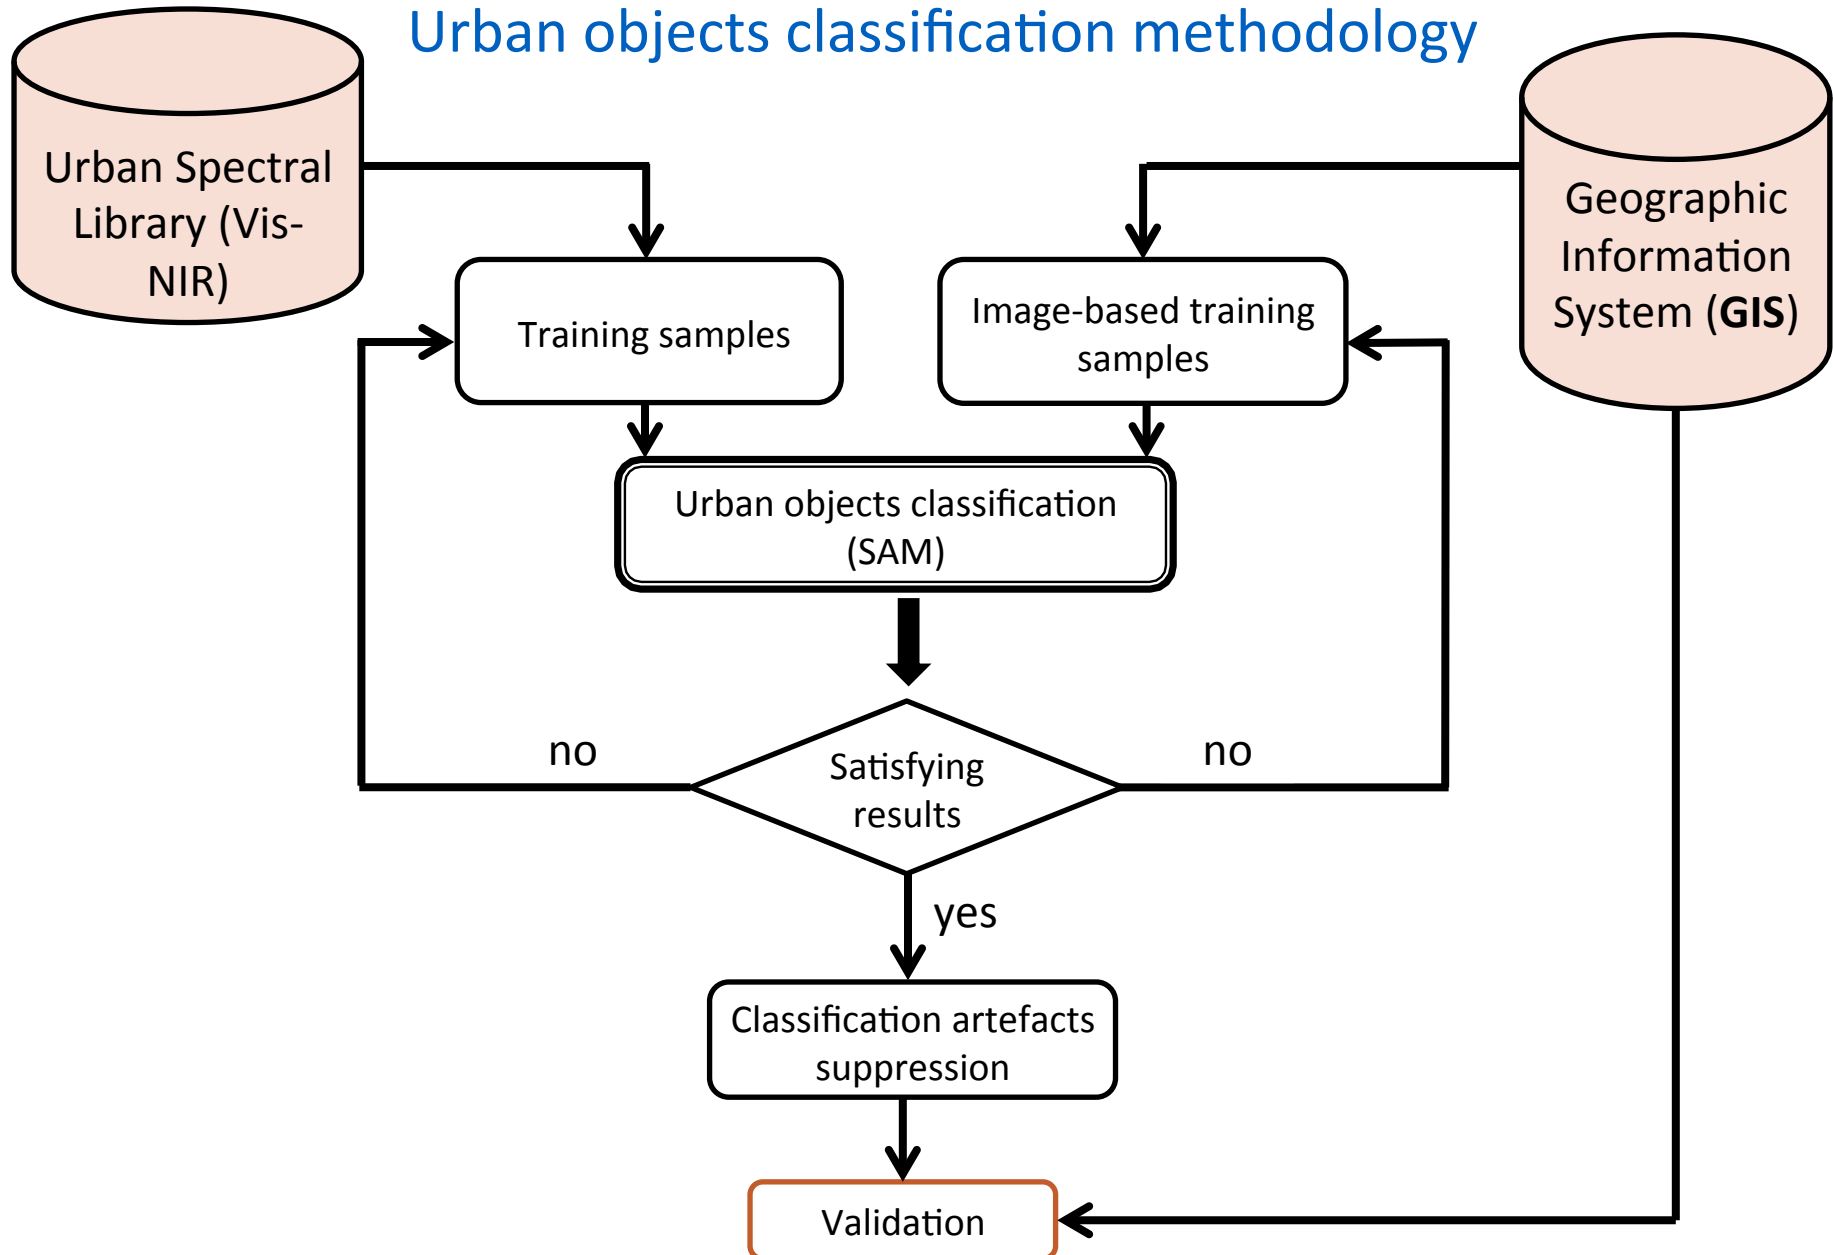 Urban objects classification methodology
Urban Spectral
Library (Vis-
NIR)
Geographic
Information
System (GIS)
Training samples
Image-based training
samples
Urban objects classification
(SAM)
no
Satisfying
results
no
yes
Classification artefacts
suppression
Validation